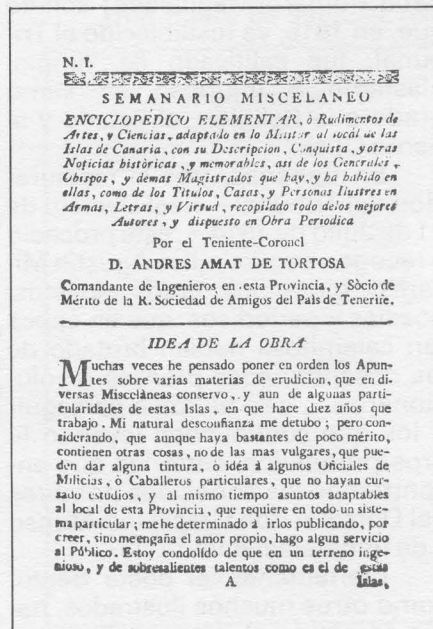 N. I.
SEMANARIO MISCELANEO
ENCICLOPÉDICO ELEMENTAR, ò Rudimentos de
Artes, y Ciencias, adaptado en lo Militar al local de las
Islas de Canaria, con su Descripcion, Conquista, y otras
Noticias bistóricas, y memorables, asi de los Generales,
Obispos, y demas Magistrados que hay, y ha babido en
ellas, como de los Titulos, Casas, y Personas Ilustres en
Armas, Letras, y Virtud, recopilado todo delos mejores
Autores, y dispuesto en Obra Periodica
Por el Teniente-Coronel
D. ANDRES AMAT DE TORTOSA
Comandante de Ingenieros en esta Provincia, y Sòcio de
Mérito de la R. Sociedad de Amigos del País de Tenerife.
IDEA DE LA OBRA
Muchas veces he pensado poner en orden los Apun-
tes sobre varias materias de erudicion, que en di-
versas Misceláneas conservo, y aun de algunas parti-
cularidades de estas Islas, en que hace diez años que
trabajo. Mi natural desconfianza me detubo; pero con-
siderando, que aunque haya bastantes de poco mérito,
contienen otras cosas, no de las mas vulgares, que pue-
den dar alguna tintura, ò idéa à algunos Oficiales de
Milicias, ò Caballeros particulares, que no hayan cur-
sado estudios, y al mismo tiempo asuntos adaptables
al local de esta Provincia, que requiere en todo un siste-
ma particular; me he determinado à irlos publicando, por
creer, sino me engaña el amor propio, hago algun servicio
al Público. Estoy condolido de que en un terreno inge-
nioso, y de sobresalientes talentos como es el de estas
A Islas,